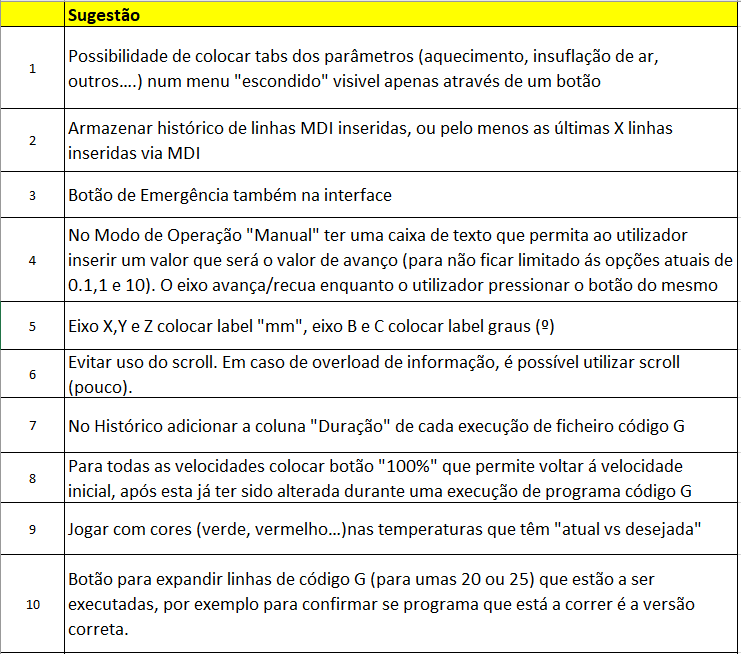 Sugestão
1
Possibilidade de colocar tabs dos parâmetros (aquecimento, insuflação de ar,
outros….) num menu "escondido" visivel apenas através de um botão
2
Armazenar histórico de linhas MDI inseridas, ou pelo menos as últimas X linhas
inseridas via MDI
3
Botão de Emergência também na interface
4
No Modo de Operação "Manual" ter uma caixa de texto que permita ao utilizador
inserir um valor que será o valor de avanço (para não ficar limitado ás opções atuais de
0.1,1 e 10). O eixo avança/recua enquanto o utilizador pressionar o botão do mesmo
5
Eixo X,Y e Z colocar label "mm", eixo B e C colocar label graus (º)
6
Evitar uso do scroll. Em caso de overload de informação, é possível utilizar scroll
(pouco).
7
No Histórico adicionar a coluna "Duração" de cada execução de ficheiro código G
8
Para todas as velocidades colocar botão "100%" que permite voltar á velocidade
inicial, após esta já ter sido alterada durante uma execução de programa código G
9
Jogar com cores (verde, vermelho…)nas temperaturas que têm "atual vs desejada"
10
Botão para expandir linhas de código G (para umas 20 ou 25) que estão a ser
executadas, por exemplo para confirmar se programa que está a correr é a versão
correta.